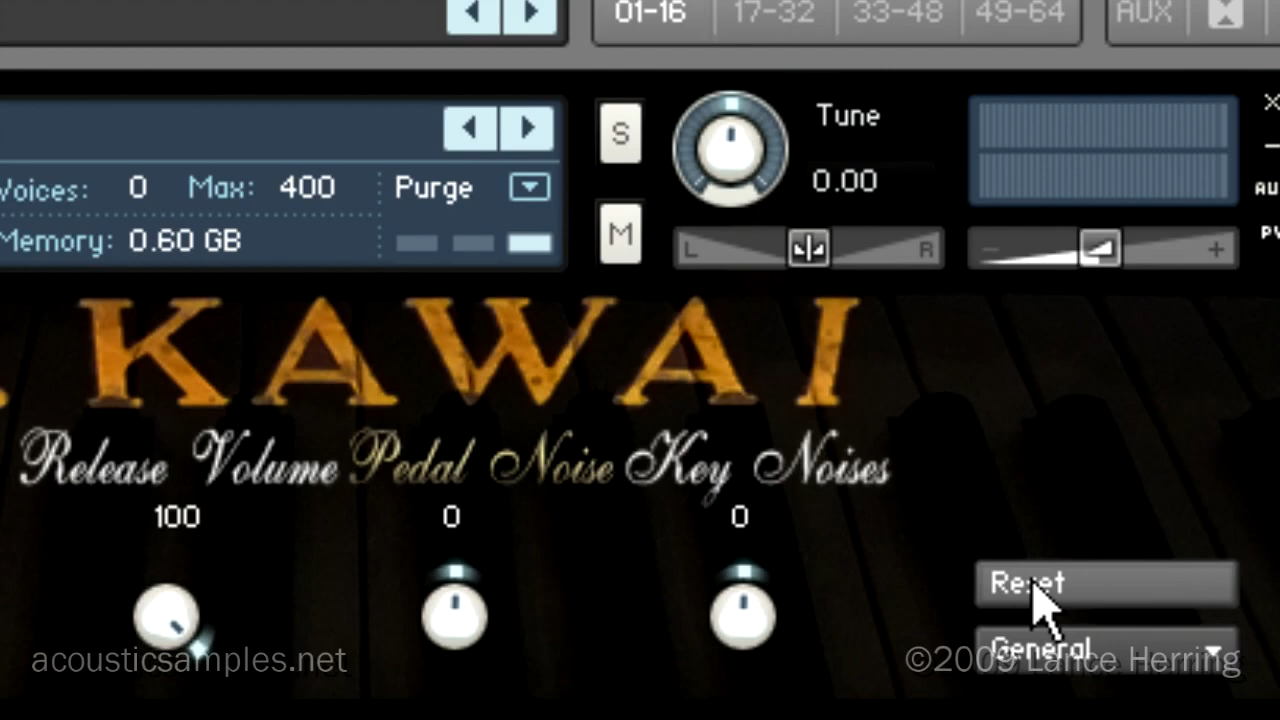 01-16 17-32 33-48 49-64 AUX
S Tune
Voices: 0 Max: 400 Purge 0.00
M
Memory: 0.60 GB L R - +
KAWAI
Release Volume Pedal Noise Key Noises
100 0 0
Reset
General
acousticsamples.net ©2009 Lance Herring